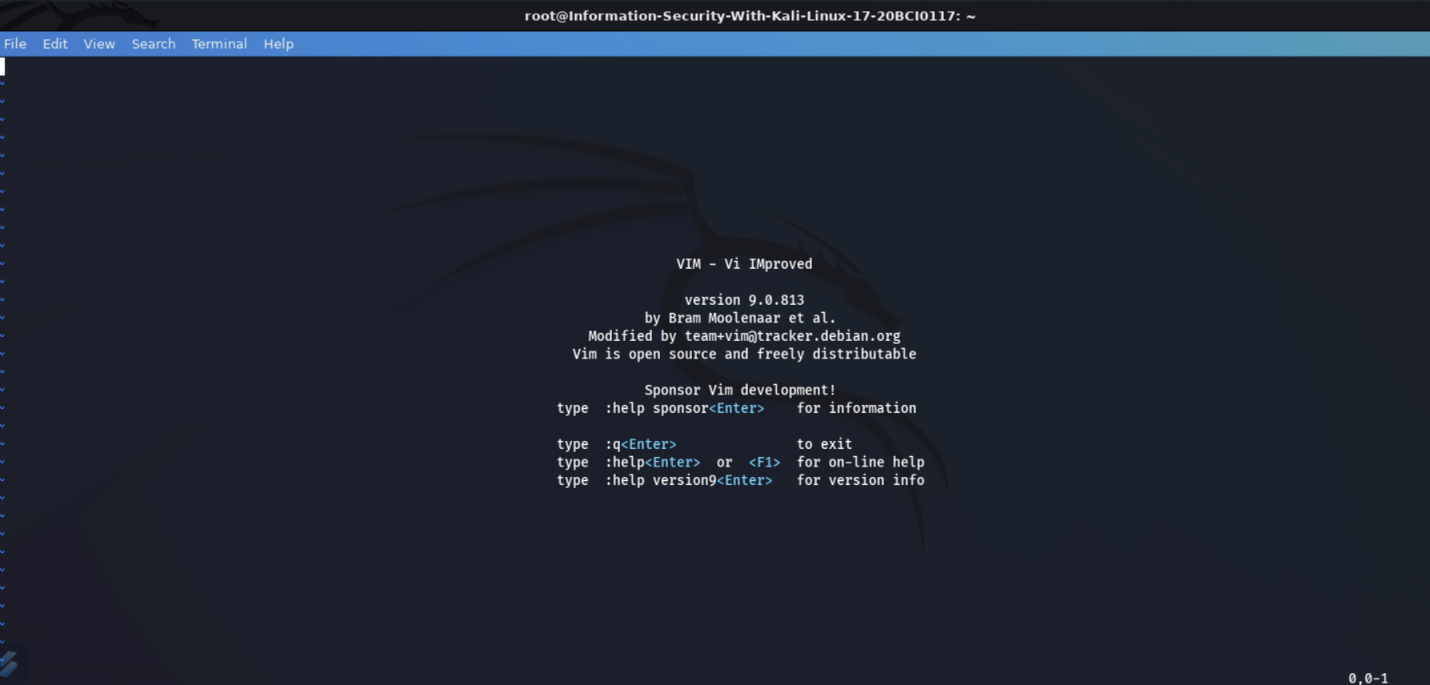 root@Information-Security-With-Kali-Linux-17-20BCI0117: ~
File Edit View Search Terminal Help
~
~
~
~
~
~
~
~
~
~
VIM - Vi IMproved
~
~
version 9.0.813
~
by Bram Moolenaar et al.
~
Modified by team+vim@tracker.debian.org
~
Vim is open source and freely distributable
~
~
Sponsor Vim development!
~
type :help sponsor<Enter> for information
~
~
type :q<Enter> to exit
~
type :help<Enter> or <F1> for on-line help
~
type :help version9<Enter> for version info
~
~
~
~
~
~
~
~
~
~
0,0-1